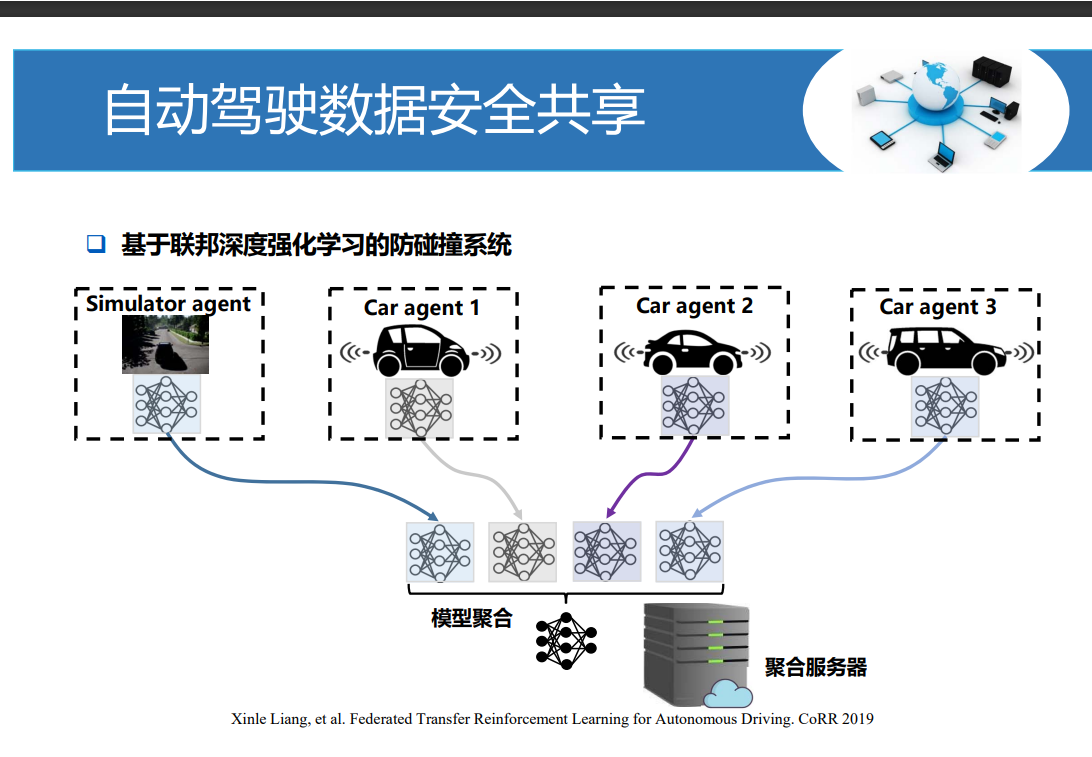 自动驾驶数据安全共享
基于联邦深度强化学习的防碰撞系统
Simulator agent
Car agent 1
Car agent 2
Car agent 3
模型聚合
聚合服务器
Xinle Liang, et al. Federated Transfer Reinforcement Learning for Autonomous Driving. CoRR 2019